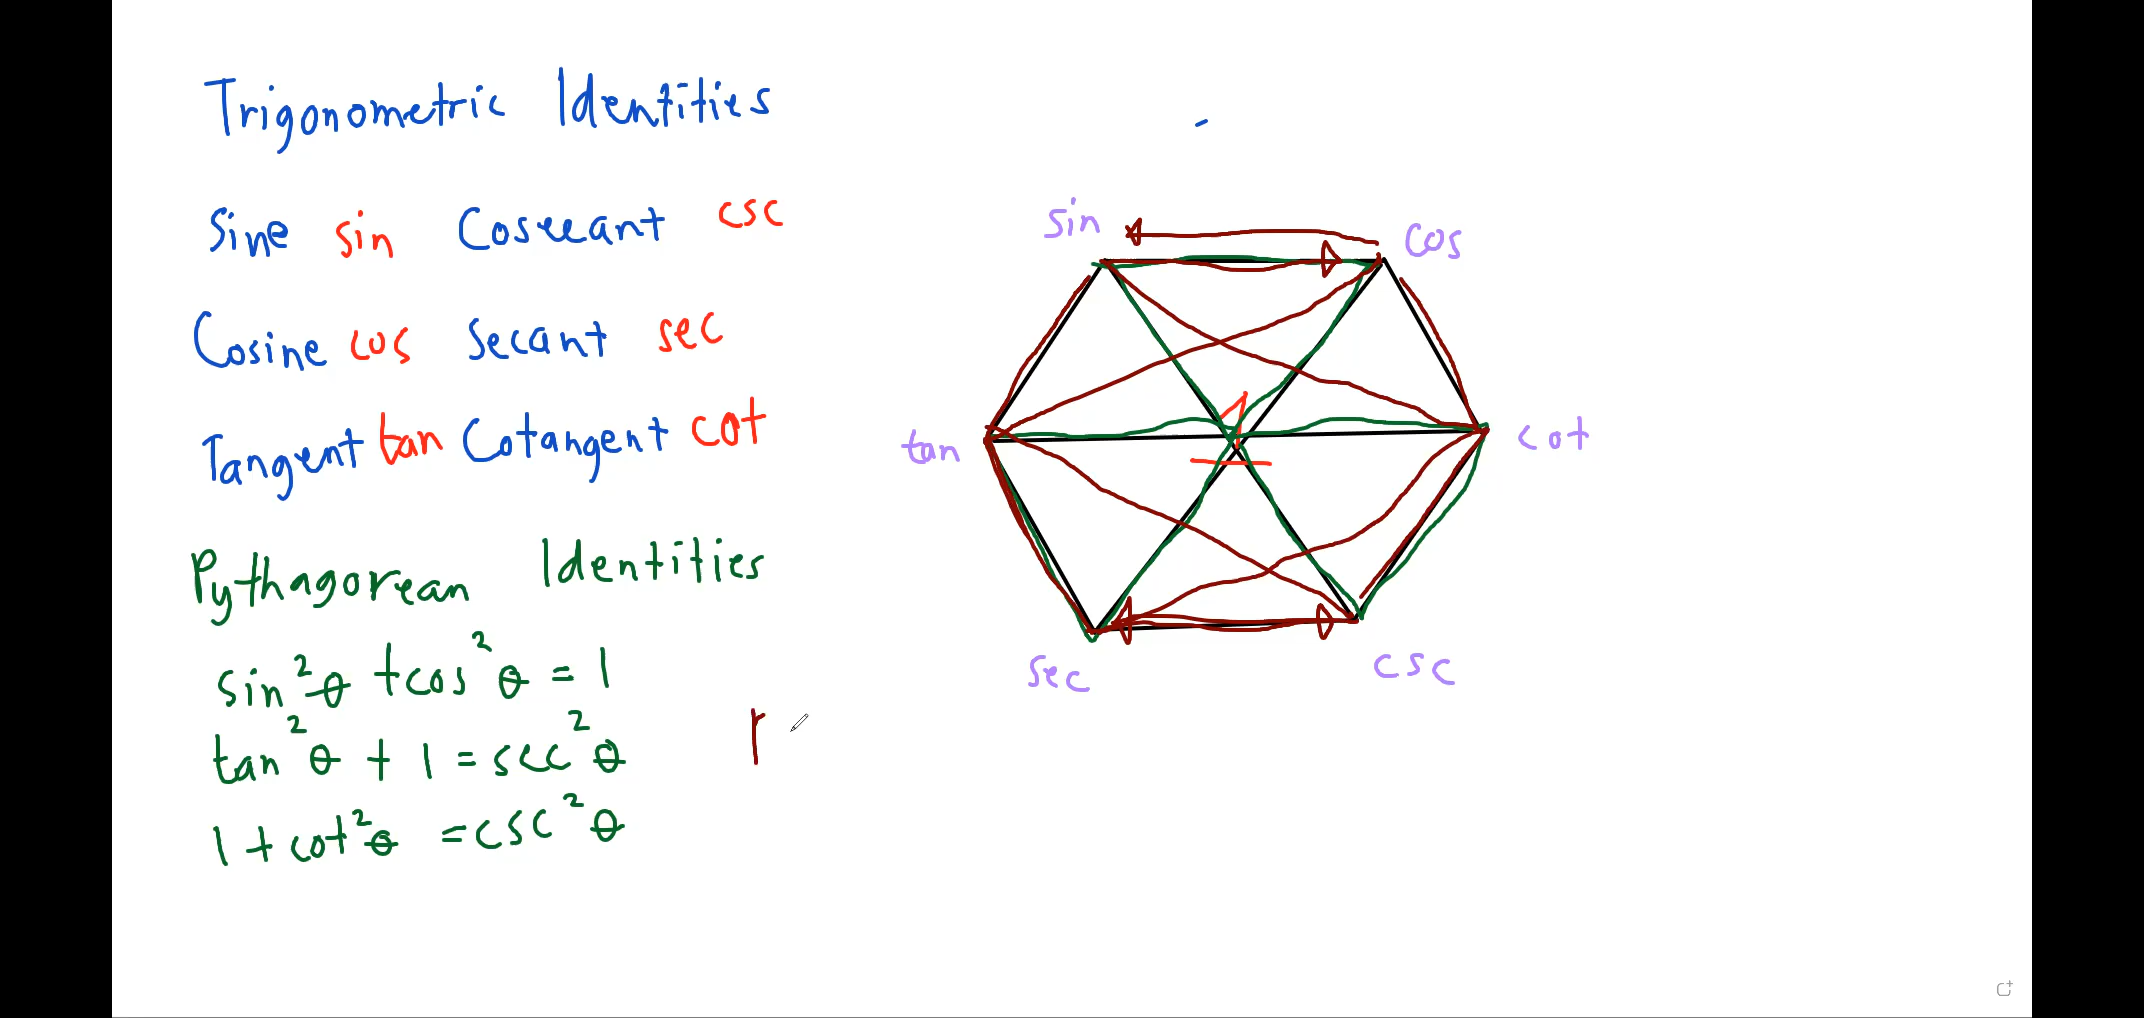 Trigonometric Identities
Sine sin Cosecant csc
Cosine cos Secant sec
Tangent tan Cotangent cot
Pythagorean Identities
sin²θ + cos²θ = 1
tan²θ + 1 = sec²θ
1 + cot²θ = csc²θ
sin cos
tan 1 cot
sec csc